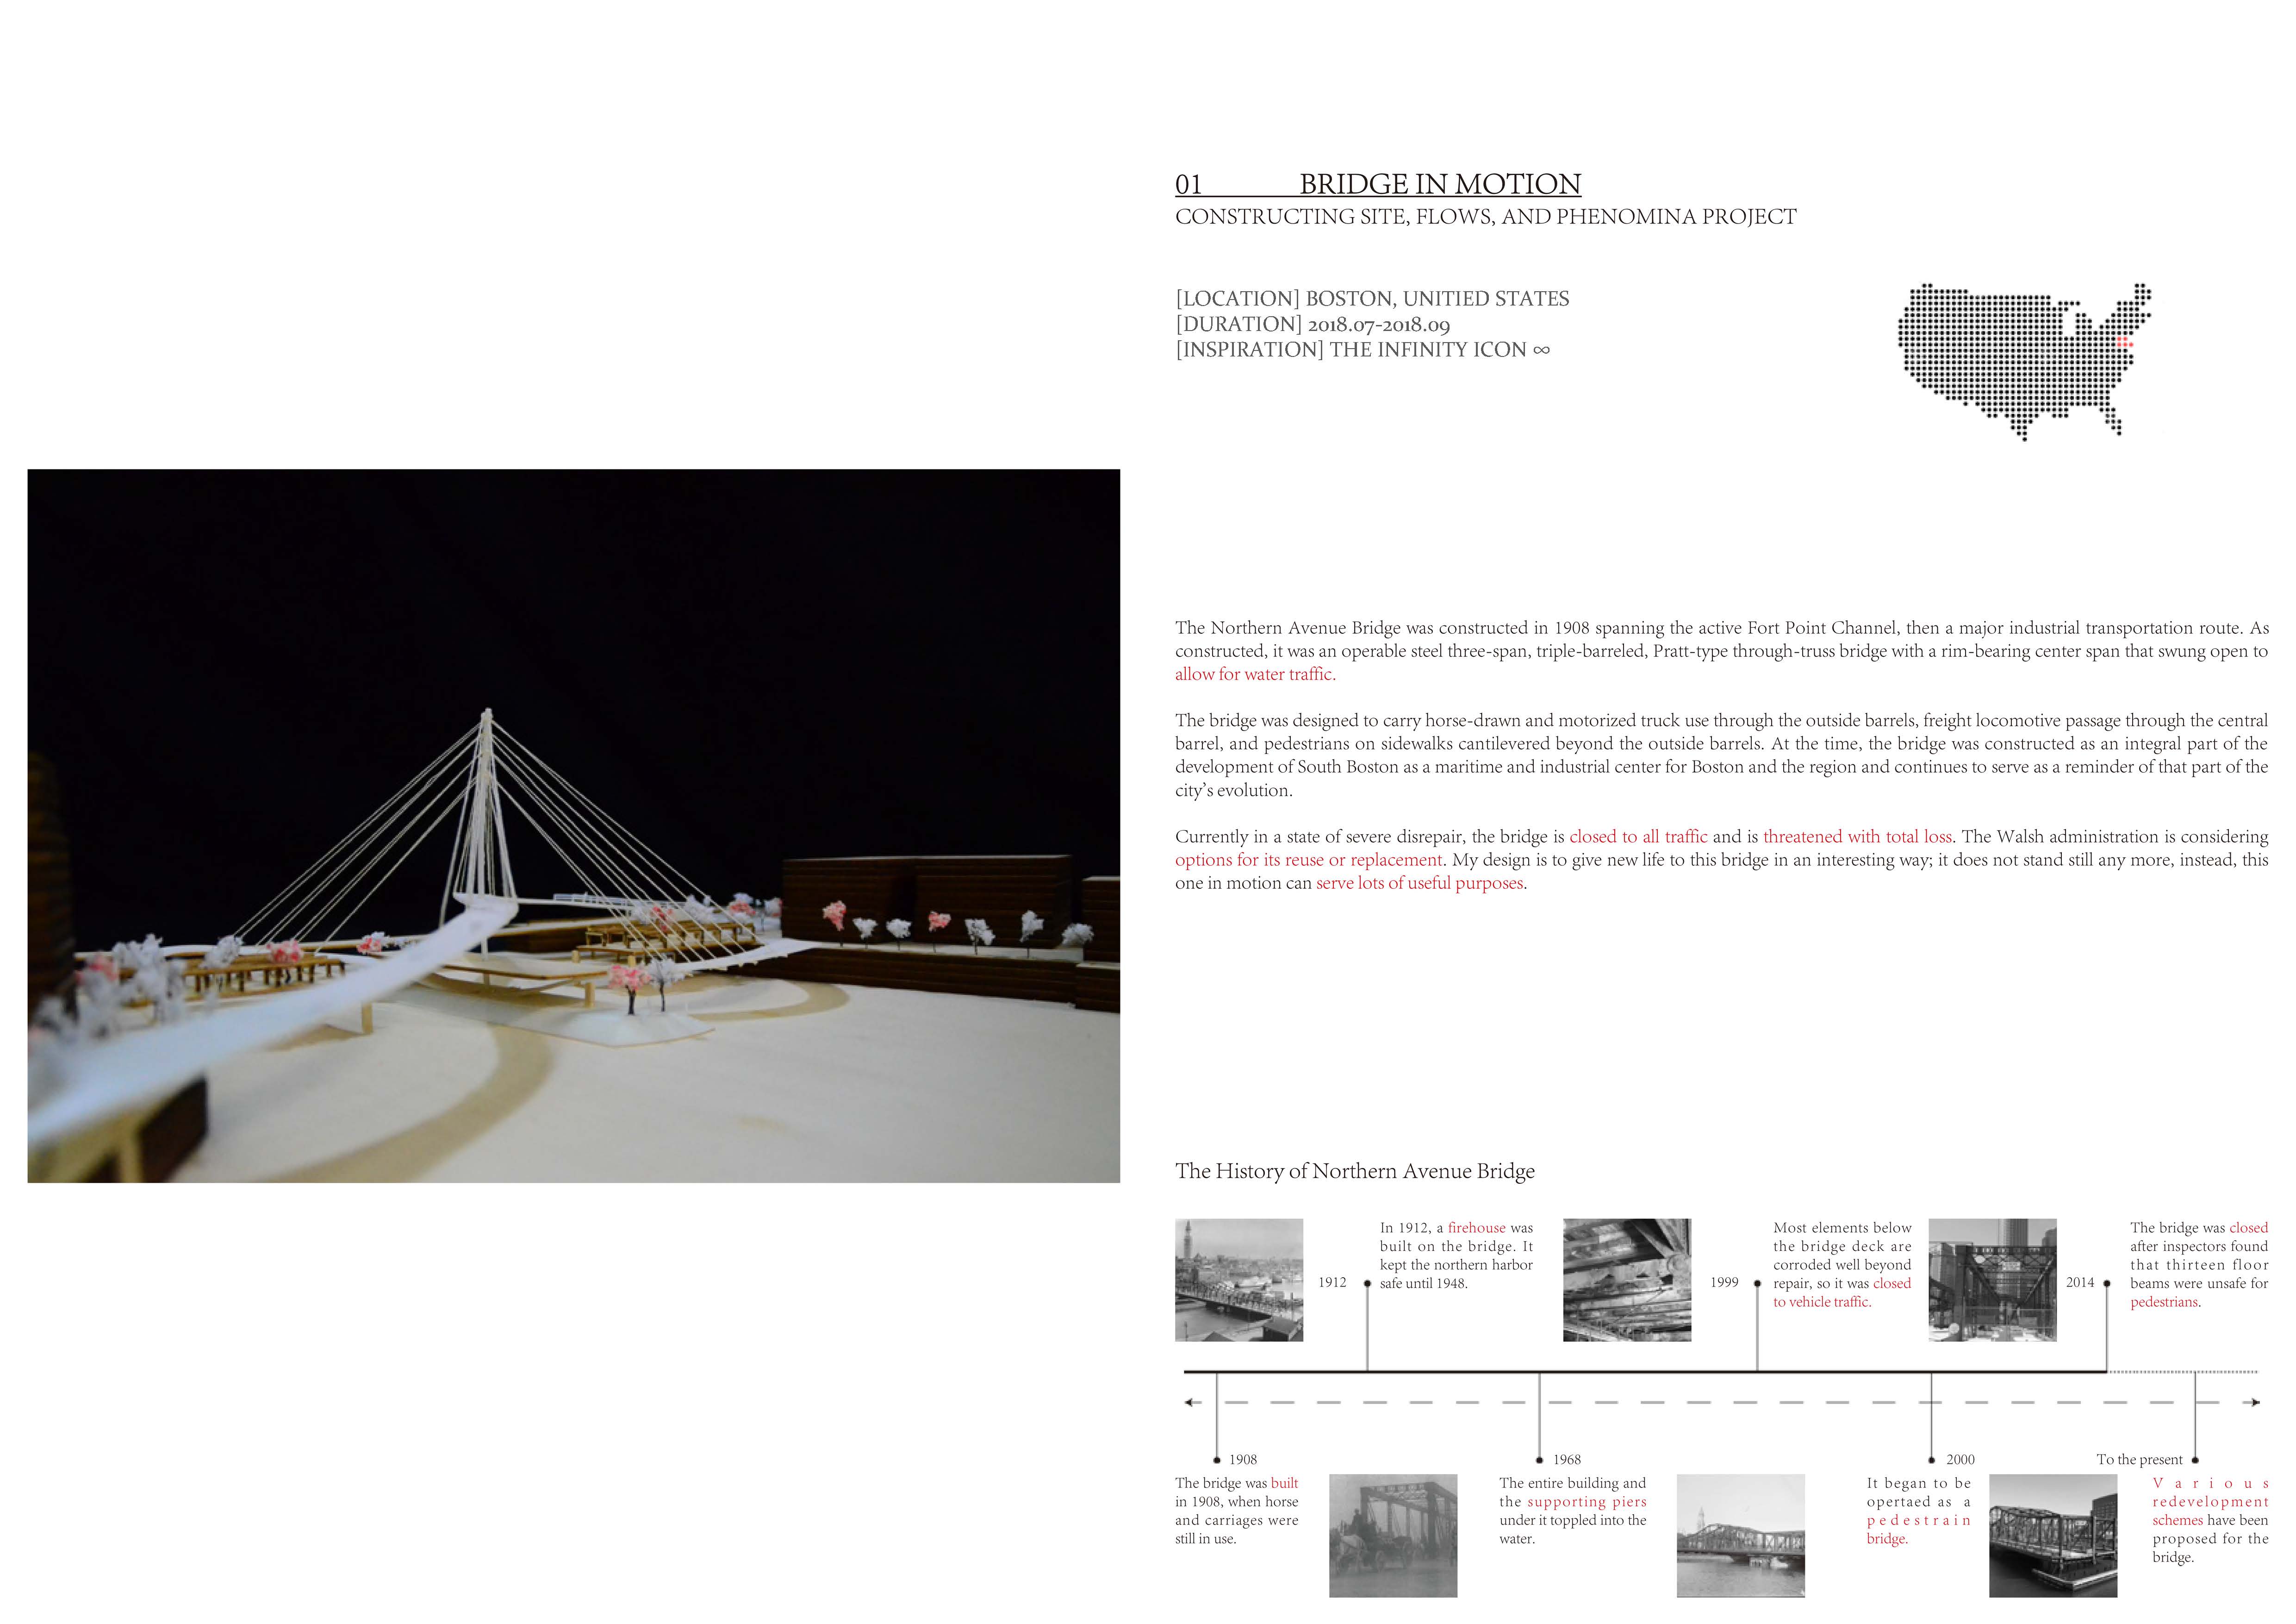 01 BRIDGE IN MOTION
CONSTRUCTING SITE, FLOWS, AND PHENOMINA PROJECT
[LOCATION] BOSTON, UNITIED STATES
[DURATION] 2018.07-2018.09
[INSPIRATION] THE INFINITY ICON ∞
The Northern Avenue Bridge was constructed in 1908 spanning the active Fort Point Channel, then a major industrial transportation route. As
constructed, it was an operable steel three-span, triple-barreled, Pratt-type through-truss bridge with a rim-bearing center span that swung open to
allow for water traffic.
The bridge was designed to carry horse-drawn and motorized truck use through the outside barrels, freight locomotive passage through the central
barrel, and pedestrians on sidewalks cantilevered beyond the outside barrels. At the time, the bridge was constructed as an integral part of the
development of South Boston as a maritime and industrial center for Boston and the region and continues to serve as a reminder of that part of the
city's evolution.
Currently in a state of severe disrepair, the bridge is closed to all traffic and is threatened with total loss. The Walsh administration is considering
options for its reuse or replacement. My design is to give new life to this bridge in an interesting way; it does not stand still any more, instead, this
one in motion can serve lots of useful purposes.
The History of Northern Avenue Bridge
1912
In 1912, a firehouse was
built on the bridge. It
kept the northern harbor
safe until 1948.
1999
Most elements below
the bridge deck are
corroded well beyond
repair, so it was closed
to vehicle traffic.
2014
The bridge was closed
after inspectors found
that thirteen floor
beams were unsafe for
pedestrians.
1908
The bridge was built
in 1908, when horse
and carriages were
still in use.
1968
The entire building and
the supporting piers
under it toppled into the
water.
2000
It began to be
opertaed as a
pedestrain
bridge.
To the present
Various
redevelopment
schemes have been
proposed for the
bridge.